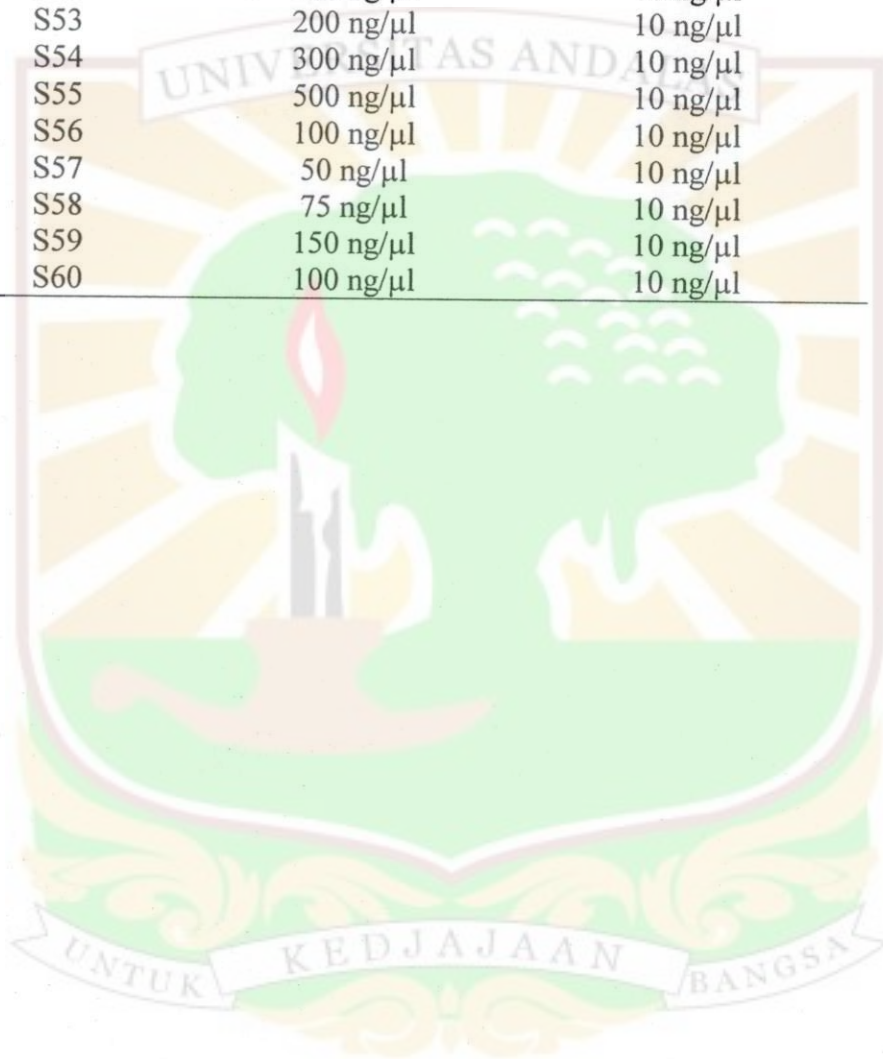 S53 200 ng/μl 10 ng/μl
S54 300 ng/μl 10 ng/μl
S55 500 ng/μl 10 ng/μl
S56 100 ng/μl 10 ng/μl
S57 50 ng/μl 10 ng/μl
S58 75 ng/μl 10 ng/μl
S59 150 ng/μl 10 ng/μl
S60 100 ng/μl 10 ng/μl
UNIVERSITAS ANDALAS
UNTUK KEDJAJAAN BANGSA